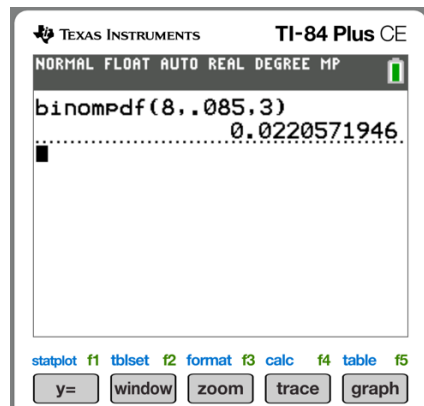 TEXAS INSTRUMENTS TI-84 Plus CE
NORMAL FLOAT AUTO REAL DEGREE MP
binompdf(8,.085,3)
0.0220571946
statplot f1 tblset f2 format f3 calc f4 table f5
y= window zoom trace graph